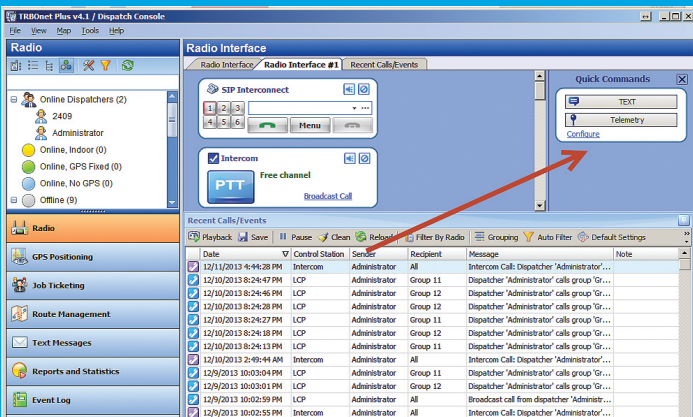 TRBOnet Plus v4.1 / Dispatch Console
File View Map Tools Help
Radio
Online Dispatchers (2)
2409
Administrator
Online, Indoor (0)
Online, GPS Fixed (0)
Online, No GPS (0)
Offline (9)
Radio
GPS Positioning
Job Ticketing
Route Management
Text Messages
Reports and Statistics
Event Log
Radio Interface
Radio Interface Radio Interface #1 Recent Calls/Events
SIP Interconnect
1 2 3
4 5 6 Menu
Intercom
PTT Free channel
Broadcast Call
Quick Commands
TEXT
Telemetry
Configure
Recent Calls/Events
Playback Save Pause Clean Reload Filter By Radio Grouping Auto Filter Default Settings
Date Control Station Sender Recipient Message Note
12/11/2013 4:44:28 PM Intercom Administrator All Intercom Call: Dispatcher 'Administrator'...
12/10/2013 8:24:47 PM LCP Administrator Group 11 Dispatcher 'Administrator' calls group 'Gr...
12/10/2013 8:24:46 PM LCP Administrator Group 12 Dispatcher 'Administrator' calls group 'Gr...
12/10/2013 8:24:28 PM LCP Administrator Group 12 Dispatcher 'Administrator' calls group 'Gr...
12/10/2013 8:24:27 PM LCP Administrator Group 11 Dispatcher 'Administrator' calls group 'Gr...
12/10/2013 8:24:18 PM LCP Administrator Group 12 Dispatcher 'Administrator' calls group 'Gr...
12/10/2013 8:24:13 PM LCP Administrator Group 11 Dispatcher 'Administrator' calls group 'Gr...
12/10/2013 2:49:44 AM Intercom Administrator All Intercom Call: Dispatcher 'Administrator'...
12/9/2013 10:03:04 PM LCP Administrator Group 11 Dispatcher 'Administrator' calls group 'Gr...
12/9/2013 10:03:01 PM LCP Administrator Group 12 Dispatcher 'Administrator' calls group 'Gr...
12/9/2013 10:02:59 PM LCP Administrator All Broadcast call from dispatcher 'Administr...
12/9/2013 10:02:55 PM Intercom Administrator All Intercom Call: Dispatcher 'Administrator'...